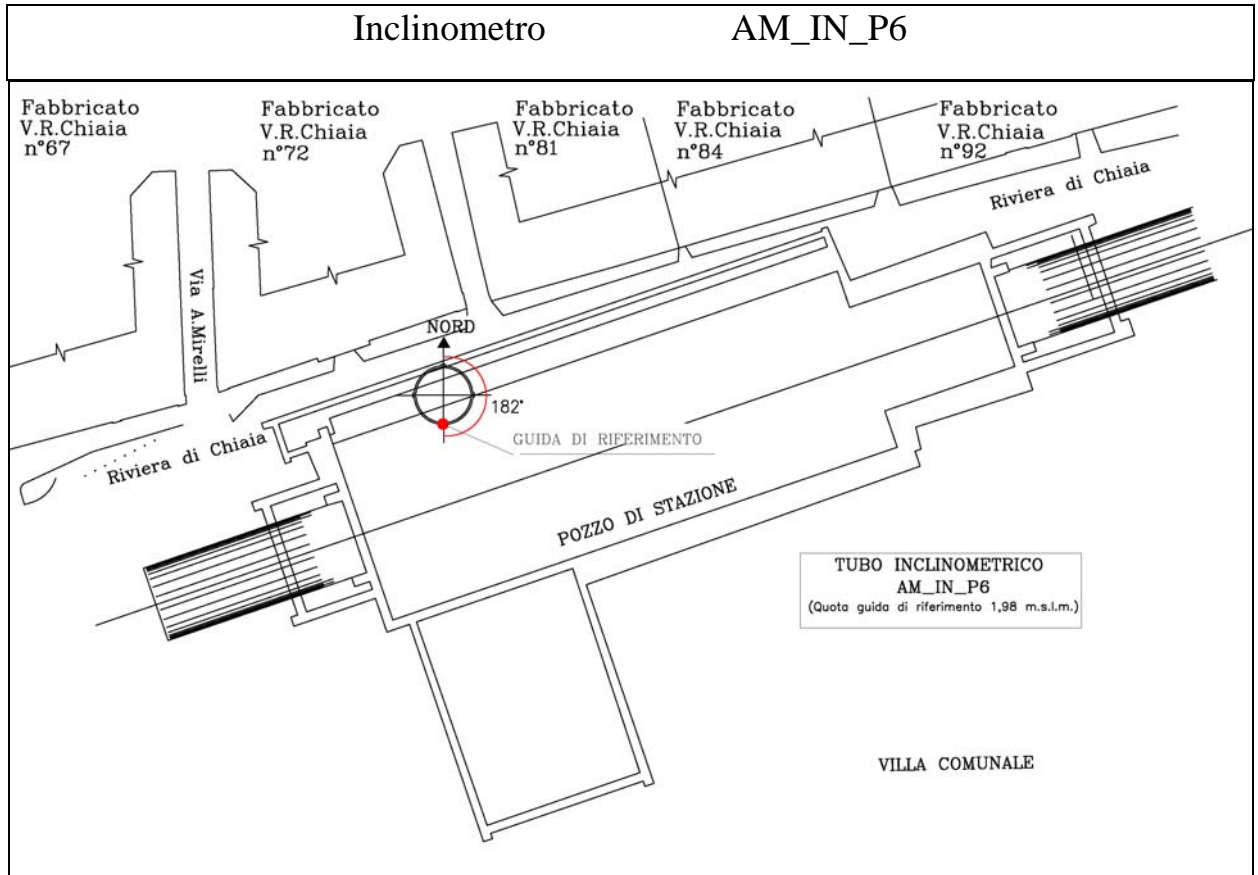 Inclinometro AM_IN_P6
Fabbricato
V.R.Chiaia
n°67
Fabbricato
V.R.Chiaia
n°72
Fabbricato
V.R.Chiaia
n°81
Fabbricato
V.R.Chiaia
n°84
Fabbricato
V.R.Chiaia
n°92
Riviera di Chiaia
Via A.Mirelli
NORD
182°
GUIDA DI RIFERIMENTO
Riviera di Chiaia
POZZO DI STAZIONE
TUBO INCLINOMETRICO
AM_IN_P6
(Quota guida di riferimento 1,98 m.s.l.m.)
VILLA COMUNALE